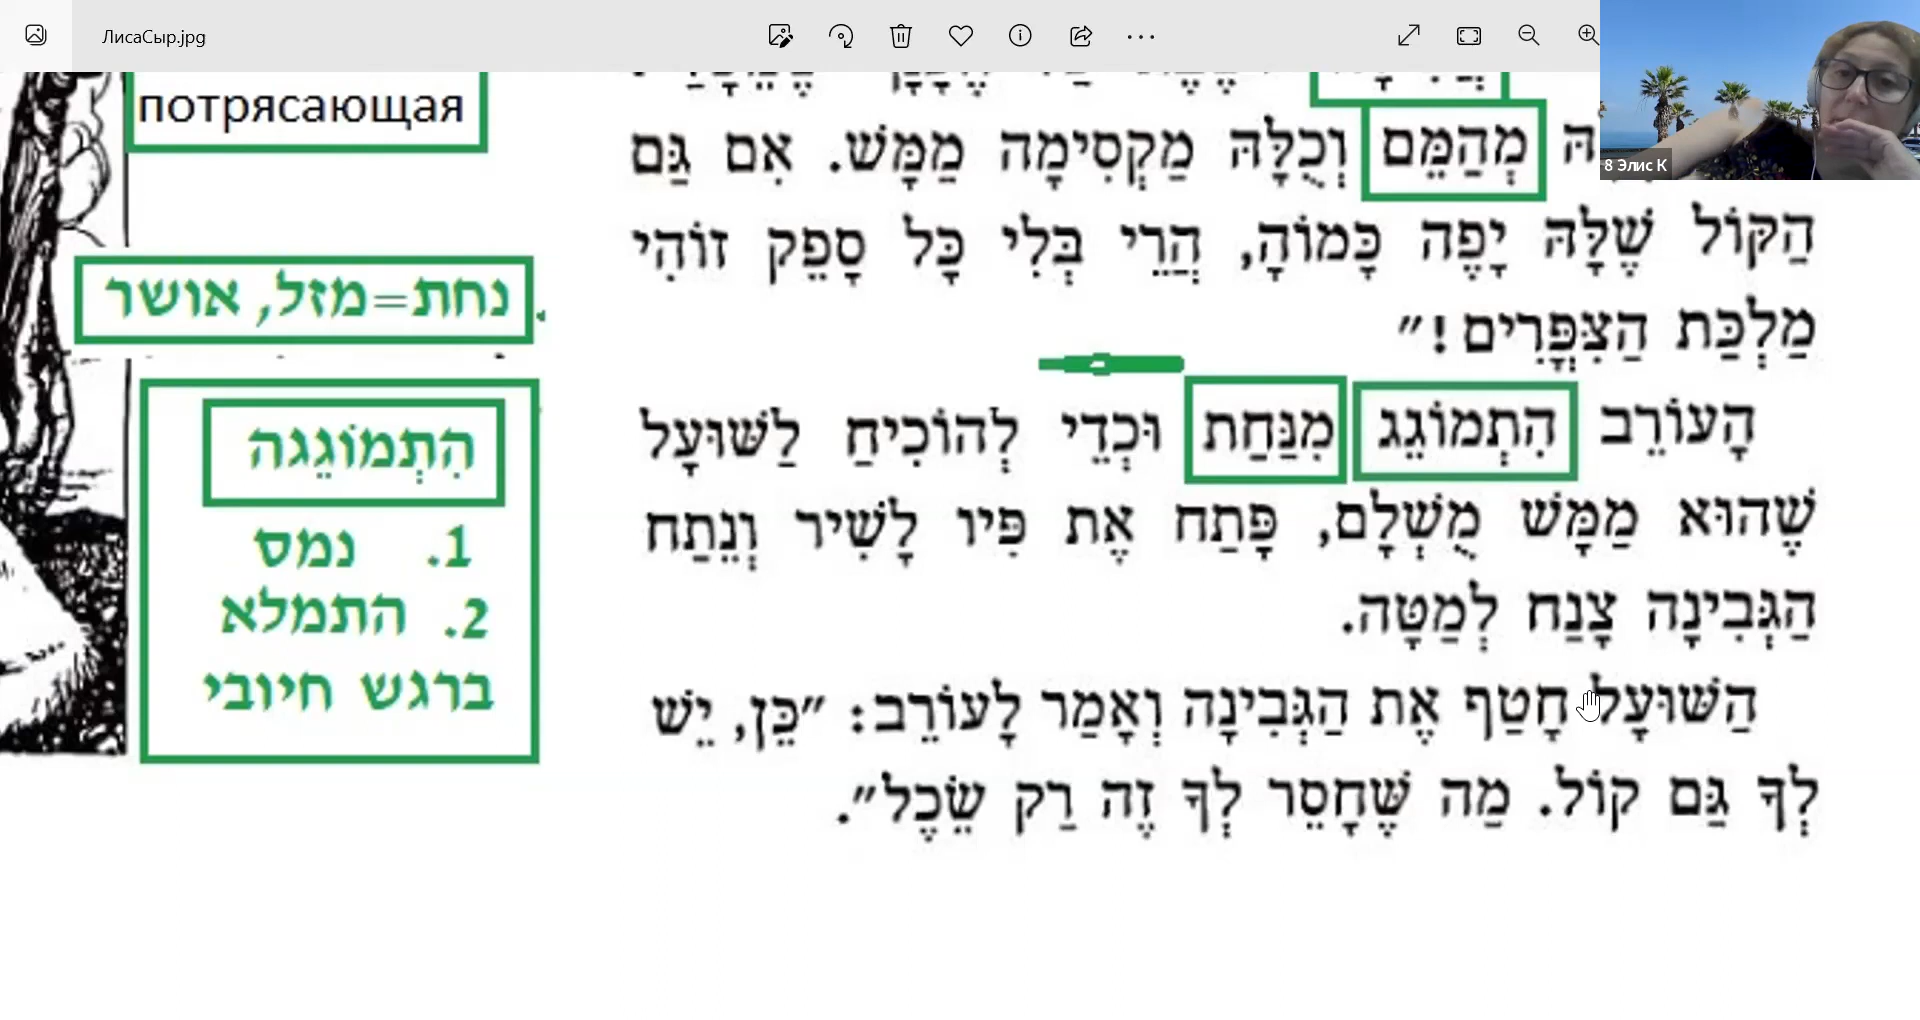 ЛисаСыр.jpg
8 Элис К
потрясающая
הּ מְהַמֵּם וְכֻלָּהּ מַקְסִימָה מַמָּשׁ. אִם גַּם
הַקּוֹל שֶׁלָּהּ יָפֶה כָּמוֹהָ, הֲרֵי בְּלִי כָּל סָפֵק זוֹהִי
מַלְכַּת הַצִּפֳּרִים!״
הָעוֹרֵב הִתְמוֹגֵג מִנַּחַת וּכְדֵי לְהוֹכִיחַ לַשּׁוּעָל
שֶׁהוּא מַמָּשׁ מֻשְׁלָם, פָּתַח אֶת פִּיו לָשִׁיר וְנֵתַח
הַגְּבִינָה צָנַח לְמַטָּה.
הַשּׁוּעָל חָטַף אֶת הַגְּבִינָה וְאָמַר לָעוֹרֵב: ״כֵּן, יֵשׁ
לְךָ גַּם קוֹל. מַה שֶּׁחָסֵר לְךָ זֶה רַק שֵׂכֶל״.
נחת=מזל, אושר.
הִתְמוֹגֵגה
1. נמס
2. התמלא
ברגש חיובי